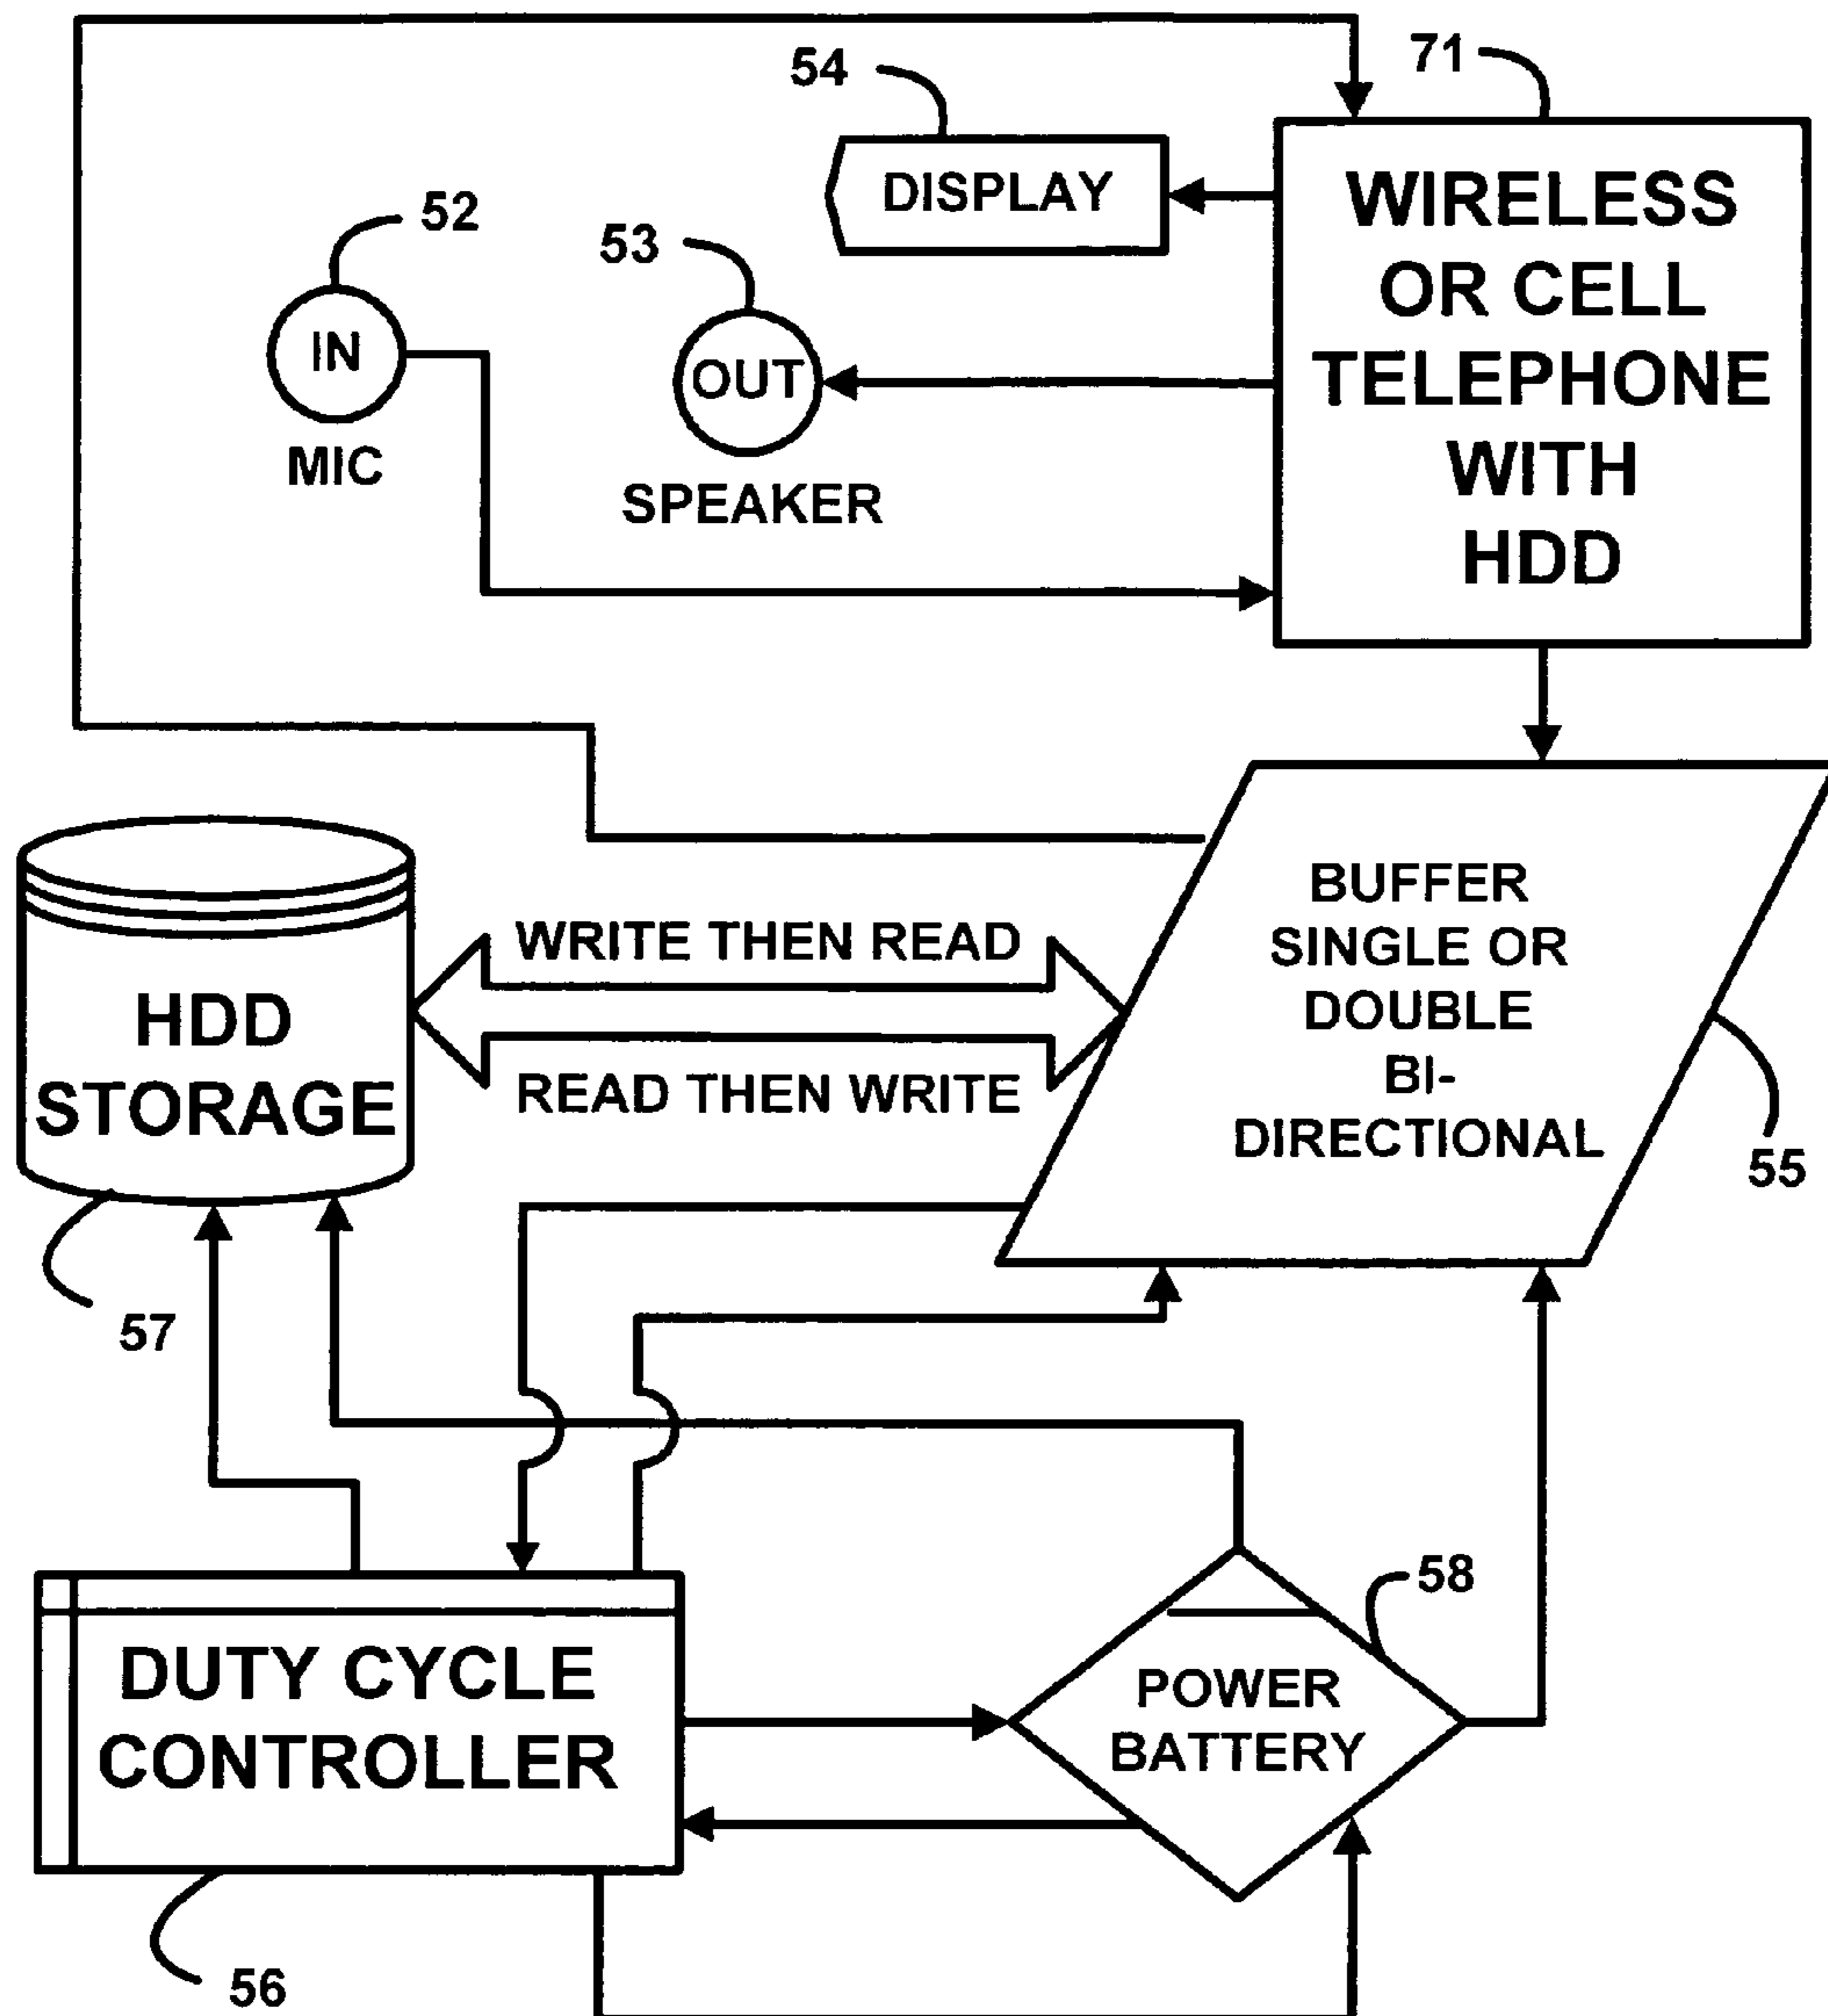 71
54
DISPLAY
WIRELESS
OR CELL
TELEPHONE
WITH
HDD
52
53
IN
OUT
MIC
SPEAKER
BUFFER
SINGLE OR
DOUBLE
BI-
DIRECTIONAL
WRITE THEN READ
HDD
STORAGE
READ THEN WRITE
55
57
58
DUTY CYCLE
CONTROLLER
POWER
BATTERY
56